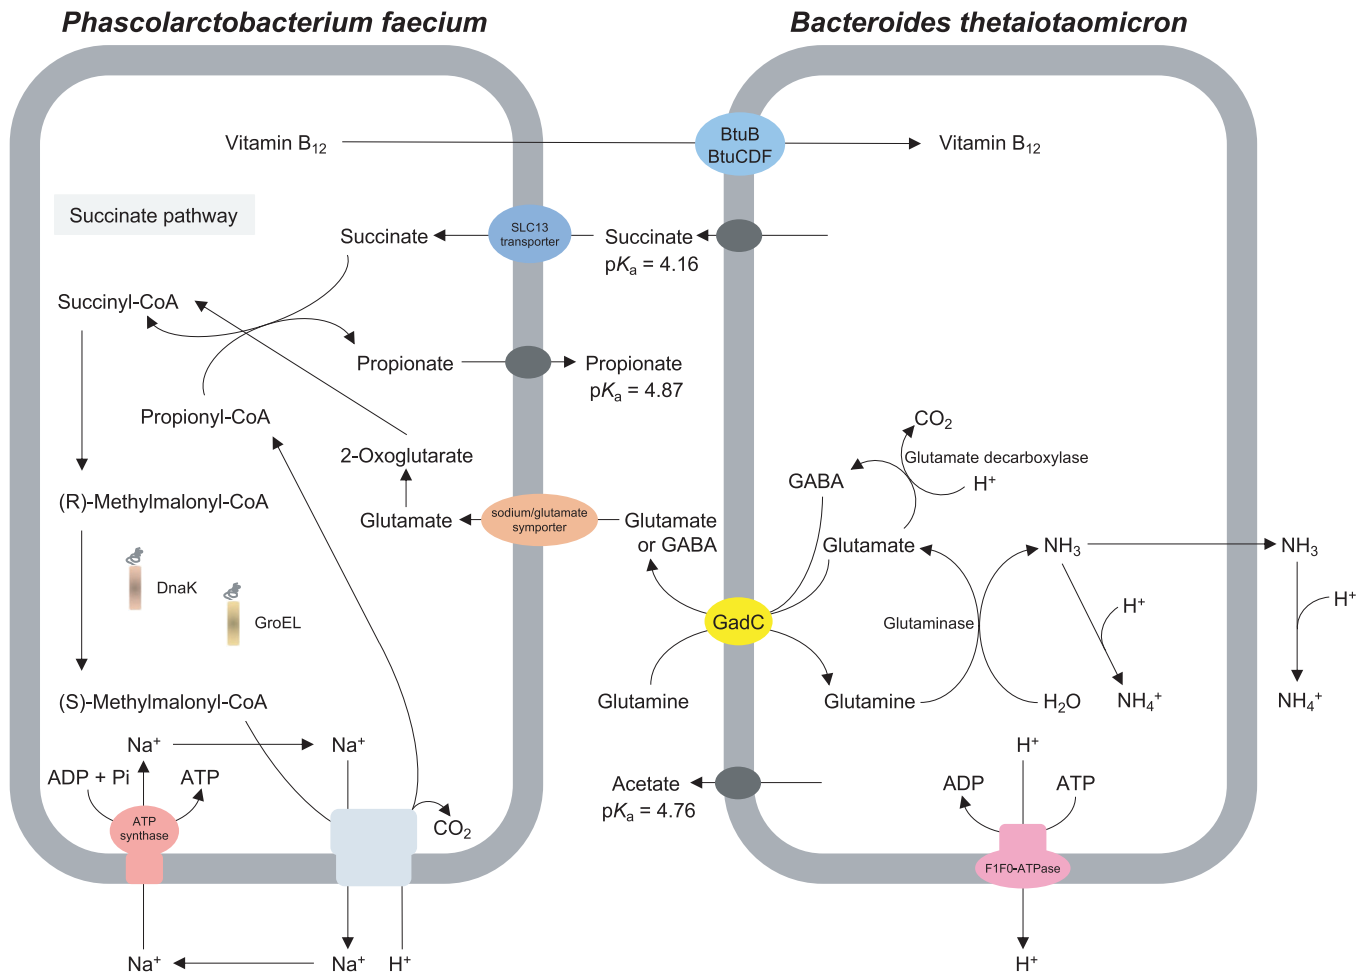 Phascolarctobacterium faecium
Bacteroides thetaiotaomicron
Vitamin B₁₂
BtuB
BtuCDF
Vitamin B₁₂
Succinate pathway
Succinate
SLC13
transporter
Succinate
pKₐ = 4.16
Succinyl-CoA
Propionate
Propionate
pKₐ = 4.87
Propionyl-CoA
2-Oxoglutarate
CO₂
Glutamate decarboxylase
GABA
H⁺
(R)-Methylmalonyl-CoA
Glutamate
sodium/glutamate
symporter
Glutamate
or GABA
Glutamate
NH₃
NH₃
DnaK
GroEL
H⁺
H⁺
GadC
Glutaminase
(S)-Methylmalonyl-CoA
Glutamine
Glutamine
H₂O
NH₄⁺
NH₄⁺
Na⁺
Na⁺
H⁺
ADP + Pi
ATP
Acetate
pKₐ = 4.76
ADP
ATP
ATP
synthase
CO₂
F1F0-ATPase
Na⁺
Na⁺
H⁺
H⁺